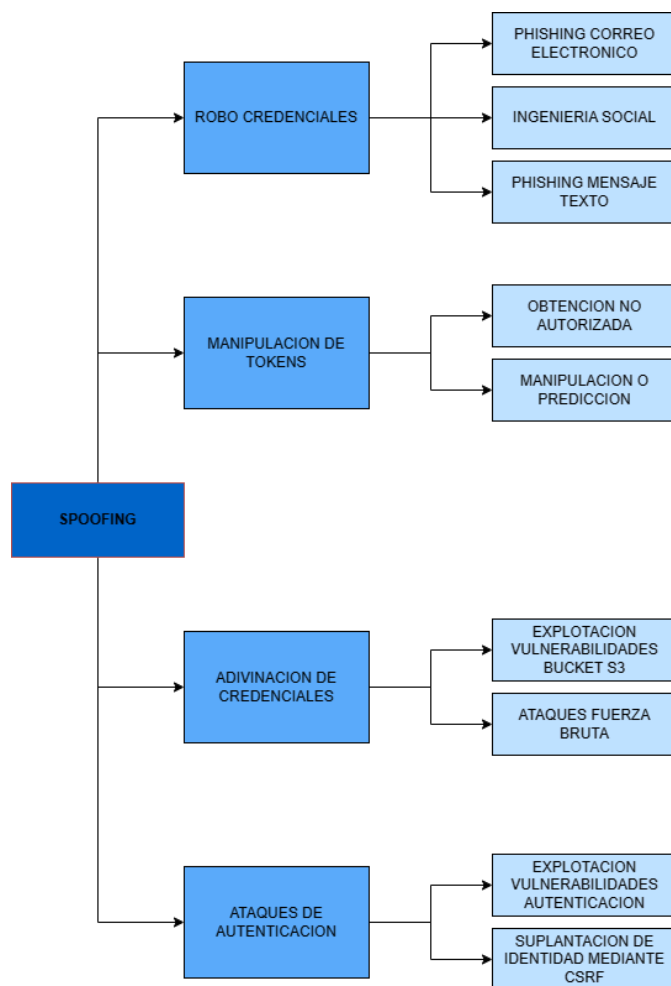 PHISHING CORREO
ELECTRONICO
ROBO CREDENCIALES
INGENIERIA SOCIAL
PHISHING MENSAJE
TEXTO
MANIPULACION DE
TOKENS
OBTENCION NO
AUTORIZADA
MANIPULACION O
PREDICCION
SPOOFING
ADIVINACION DE
CREDENCIALES
EXPLOTACION
VULNERABILIDADES
BUCKET S3
ATAQUES FUERZA
BRUTA
ATAQUES DE
AUTENTICACION
EXPLOTACION
VULNERABILIDADES
AUTENTICACION
SUPLANTACION DE
IDENTIDAD MEDIANTE
CSRF